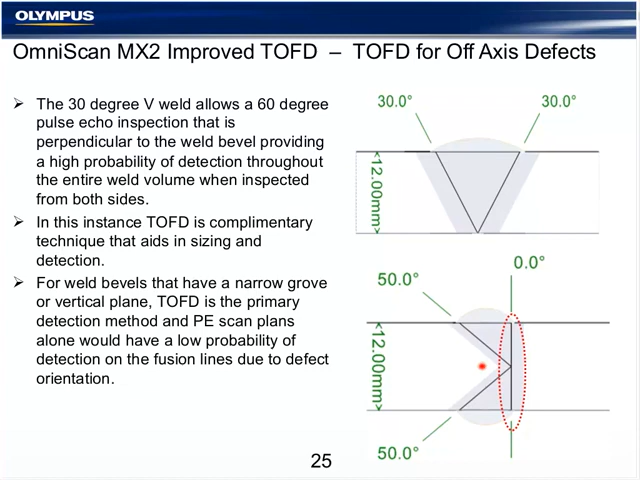 OLYMPUS
OmniScan MX2 Improved TOFD – TOFD for Off Axis Defects
➢ The 30 degree V weld allows a 60 degree
pulse echo inspection that is
perpendicular to the weld bevel providing
a high probability of detection throughout
the entire weld volume when inspected
from both sides.
➢ In this instance TOFD is complimentary
technique that aids in sizing and
detection.
➢ For weld bevels that have a narrow grove
or vertical plane, TOFD is the primary
detection method and PE scan plans
alone would have a low probability of
detection on the fusion lines due to defect
orientation.
30.0°
30.0°
<12.00mm>
0.0°
50.0°
<12.00mm>
50.0°
25